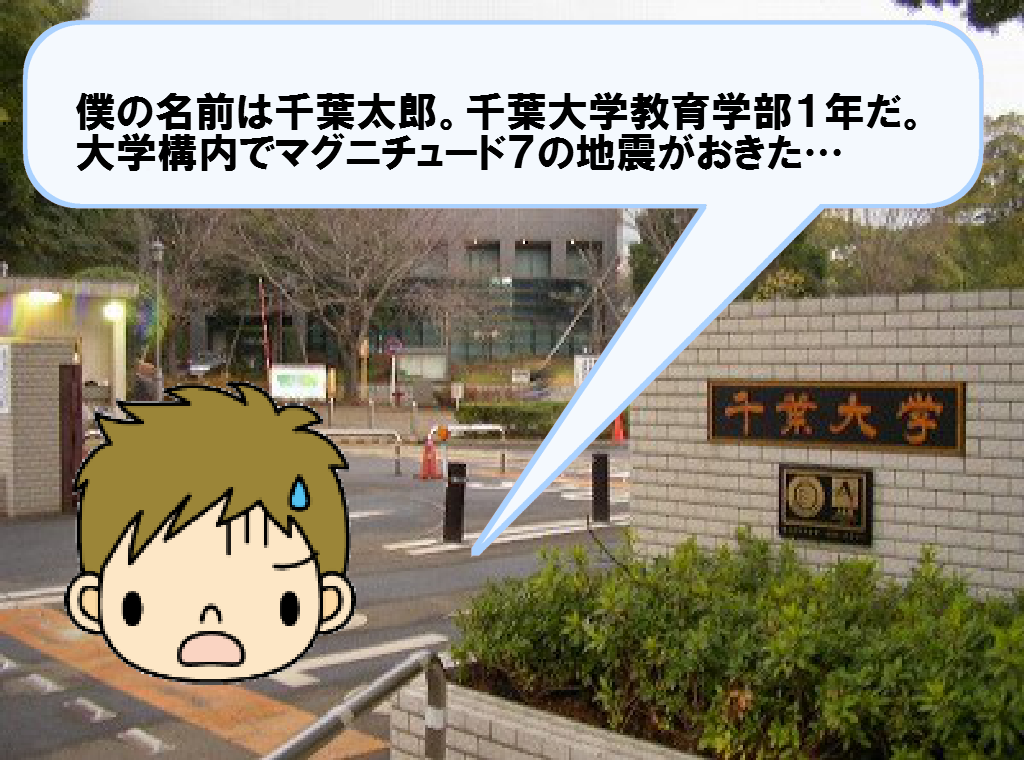 僕の名前は千葉太郎。千葉大学教育学部１年だ。
大学構内でマグニチュード７の地震がおきた…
千葉大学